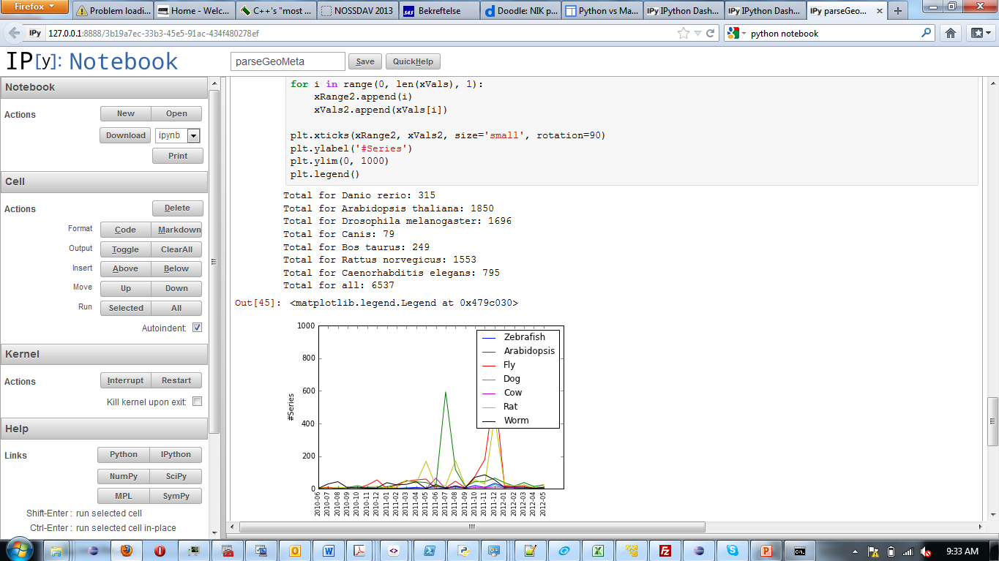 Firefox
Problem loadi...
Home - Welc...
C++'s "most ...
NOSSDAV 2013
Bekreftelse
Doodle: NIK p...
Python vs Ma...
IPython Dash...
IPython Dash...
parseGeo...
127.0.0.1:8888/3b19a7ec-33b3-45e5-91ac-434f480278ef
python notebook
IP[y]: Notebook
parseGeoMeta
Save
QuickHelp
Notebook
Actions
New
Open
Download
ipynb
Print
Cell
Actions
Delete
Format
Code
Markdown
Output
Toggle
ClearAll
Insert
Above
Below
Move
Up
Down
Run
Selected
All
Autoindent:
Kernel
Actions
Interrupt
Restart
Kill kernel upon exit:
Help
Links
Python
IPython
NumPy
SciPy
MPL
SymPy
Shift-Enter : run selected cell
Ctrl-Enter : run selected cell in-place
for i in range(0, len(xVals), 1):
xRange2.append(i)
xVals2.append(xVals[i])
plt.xticks(xRange2, xVals2, size='small', rotation=90)
plt.ylabel('#Series')
plt.ylim(0, 1000)
plt.legend()
Total for Danio rerio: 315
Total for Arabidopsis thaliana: 1850
Total for Drosophila melanogaster: 1696
Total for Canis: 79
Total for Bos taurus: 249
Total for Rattus norvegicus: 1553
Total for Caenorhabditis elegans: 795
Total for all: 6537
Out[45]: <matplotlib.legend.Legend at 0x479c030>
1000
800
600
400
200
0
#Series
Zebrafish
Arabidopsis
Fly
Dog
Cow
Rat
Worm
2010-06
2010-07
2010-08
2010-09
2010-10
2010-11
2010-12
2011-01
2011-02
2011-03
2011-04
2011-05
2011-06
2011-07
2011-08
2011-09
2011-10
2011-11
2011-12
2012-01
2012-02
2012-03
2012-04
2012-05
9:33 AM